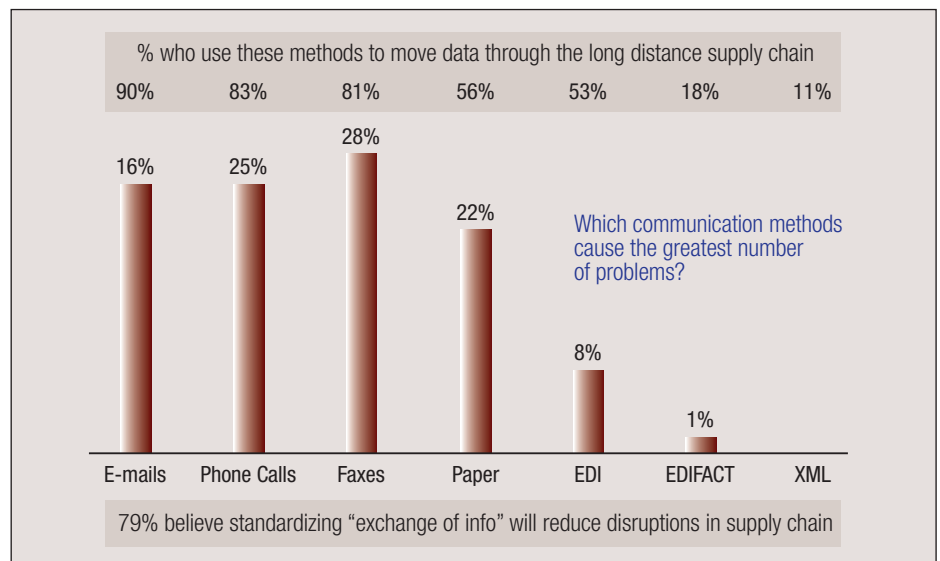 % who use these methods to move data through the long distance supply chain
90% 83% 81% 56% 53% 18% 11%
28%
16% 25%
22%
Which communication methods
cause the greatest number
of problems?
8%
1%
E-mails Phone Calls Faxes Paper EDI EDIFACT XML
79% believe standardizing “exchange of info” will reduce disruptions in supply chain